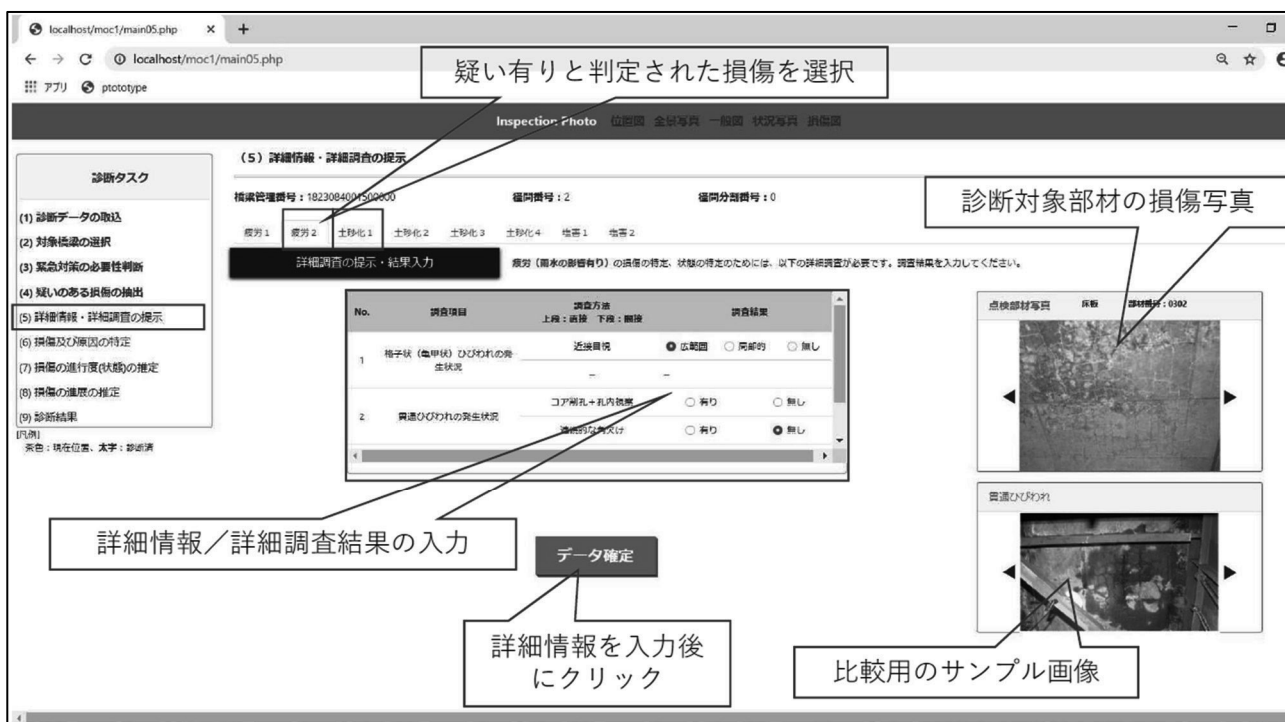 localhost/moc1/main05.php
localhost/moc1/main05.php
アプリ ptototype
疑い有りと判定された損傷を選択
Inspection Photo 位置図 全景写真 一般図 状況写真 損傷図
診断タスク
(1) 診断データの取込
(2) 対象橋梁の選択
(3) 緊急対策の必要性判断
(4) 疑いのある損傷の抽出
(5) 詳細情報・詳細調査の提示
(6) 損傷及び原因の特定
(7) 損傷の進行度(状態)の推定
(8) 損傷の進展の推定
(9) 診断結果
[凡例]
茶色：現在位置、太字：診断済
（5）詳細情報・詳細調査の提示
橋梁管理番号：1823084001500000 径間番号：2 径間分割番号：0
疲労1 疲労2 土砂化1 土砂化2 土砂化3 土砂化4 塩害1 塩害2
詳細調査の提示・結果入力
疲労（雨水の影響有り）の損傷の特定、状態の特定のためには、以下の詳細調査が必要です。調査結果を入力してください。
No. 調査項目 調査方法 調査結果
上段：直接 下段：間接
1 格子状（亀甲状）ひびわれの発生状況 近接目視 広範囲 局部的 無し
– –
2 貫通ひびわれの発生状況 コア削孔+孔内視察 有り 無し
連続的な角欠け 有り 無し
診断対象部材の損傷写真
点検部材写真 床板 部材番号：0302
貫通ひびわれ
詳細情報／詳細調査結果の入力
データ確定
詳細情報を入力後
にクリック
比較用のサンプル画像